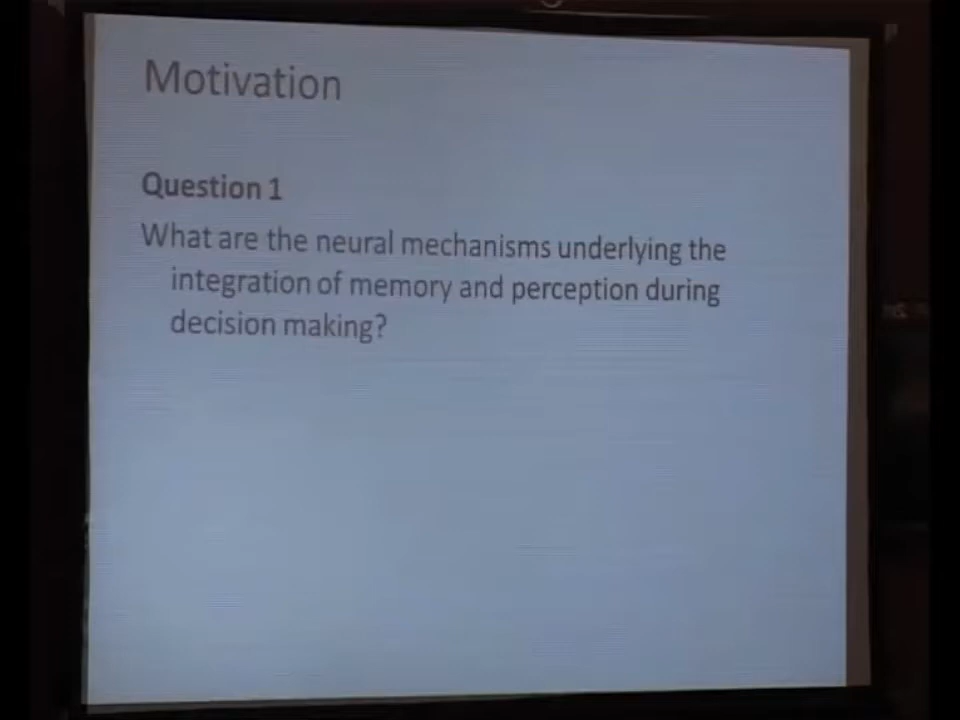 Motivation
Question 1
What are the neural mechanisms underlying the
integration of memory and perception during
decision making?